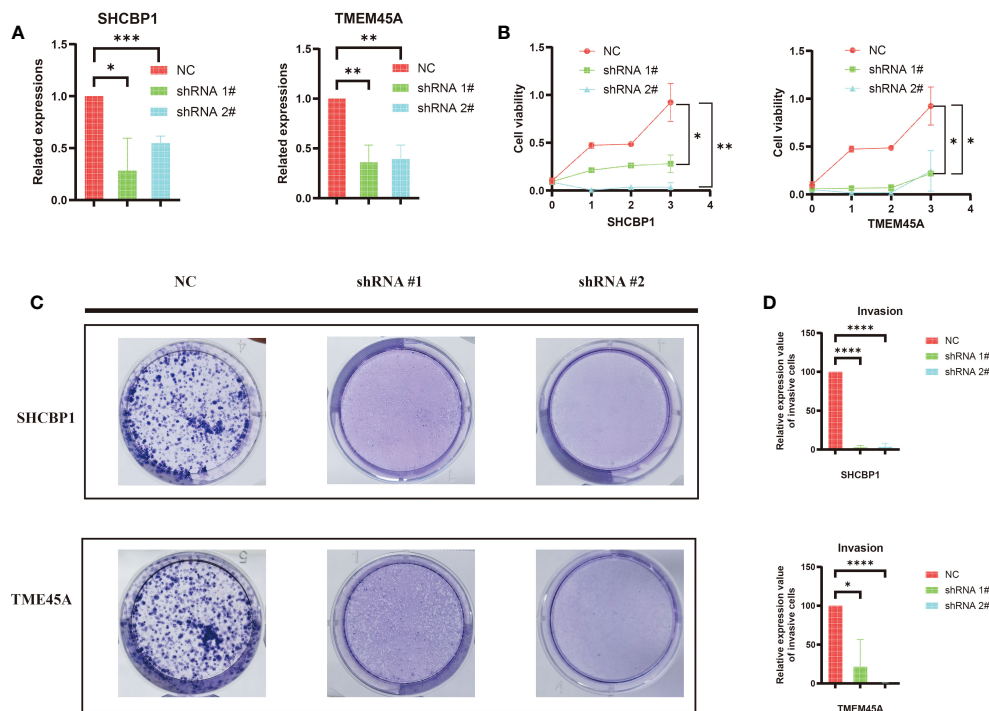 A
SHCBP1
Related expressions
1.5
1.0
0.5
0.0
***
*
NC
shRNA 1#
shRNA 2#
TMEM45A
Related expressions
1.5
1.0
0.5
0.0
**
**
NC
shRNA 1#
shRNA 2#
B
Cell viability
1.5
1.0
0.5
0.0
0 1 2 3 4
SHCBP1
NC
shRNA 1#
shRNA 2#
*
**
Cell viability
1.5
1.0
0.5
0.0
0 1 2 3 4
TMEM45A
NC
shRNA 1#
shRNA 2#
*
*
C
NC shRNA #1 shRNA #2
SHCBP1
TME45A
D
Invasion
Relative expression value
of invasive cells
150
100
50
0
****
****
NC
shRNA 1#
shRNA 2#
SHCBP1
Invasion
Relative expression value
of invasive cells
150
100
50
0
****
*
NC
shRNA 1#
shRNA 2#
TMEM45A